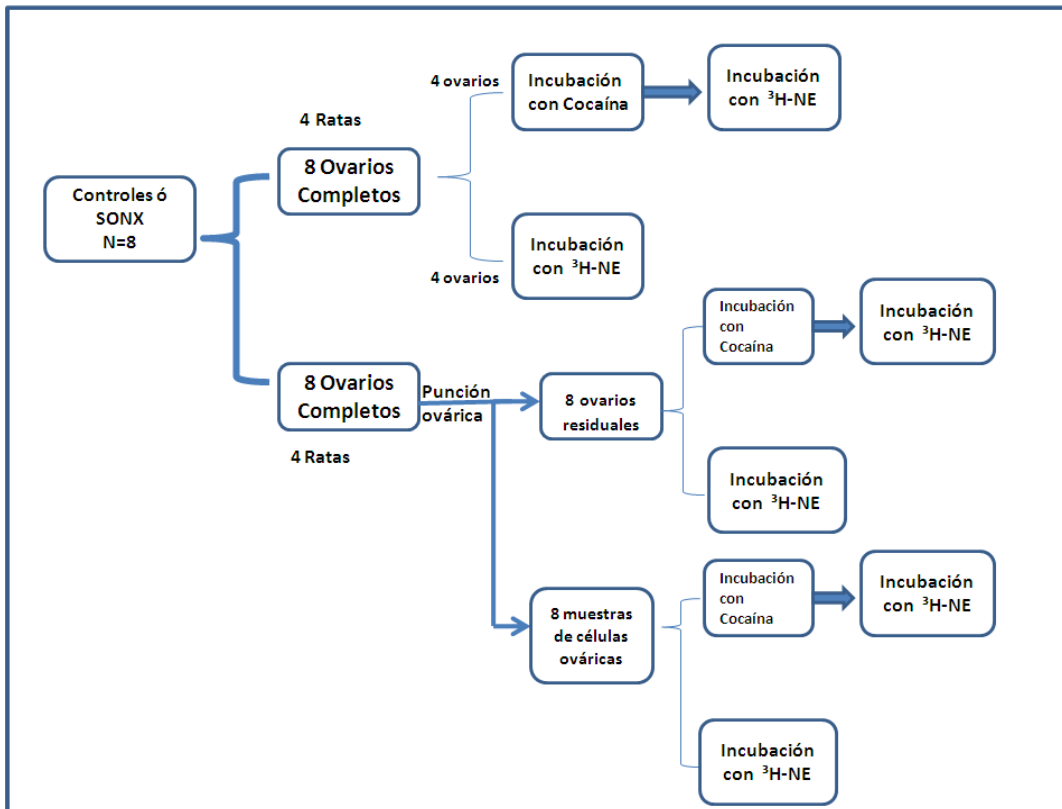 Controles ó
SONX
N=8
4 Ratas
8 Ovarios
Completos
4 ovarios
Incubación
con Cocaína
Incubación
con ³H-NE
4 ovarios
Incubación
con ³H-NE
8 Ovarios
Completos
4 Ratas
Punción
ovárica
8 ovarios
residuales
Incubación
con
Cocaína
Incubación
con ³H-NE
Incubación
con ³H-NE
8 muestras
de células
ováricas
Incubación
con
Cocaína
Incubación
con ³H-NE
Incubación
con ³H-NE